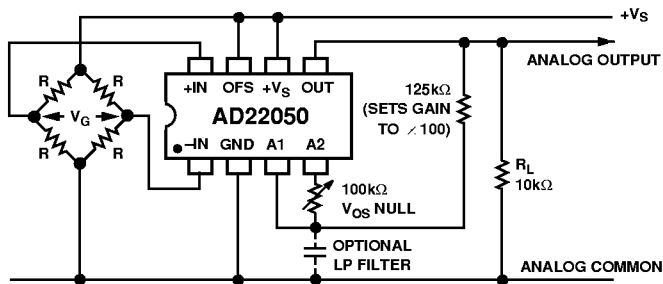 +VS
ANALOG OUTPUT
+IN OFS +VS OUT
125kΩ
(SETS GAIN
TO ×100)
R R
VG
AD22050
R R
–IN GND A1 A2
RL
10kΩ
100kΩ
VOS NULL
OPTIONAL
LP FILTER
ANALOG COMMON